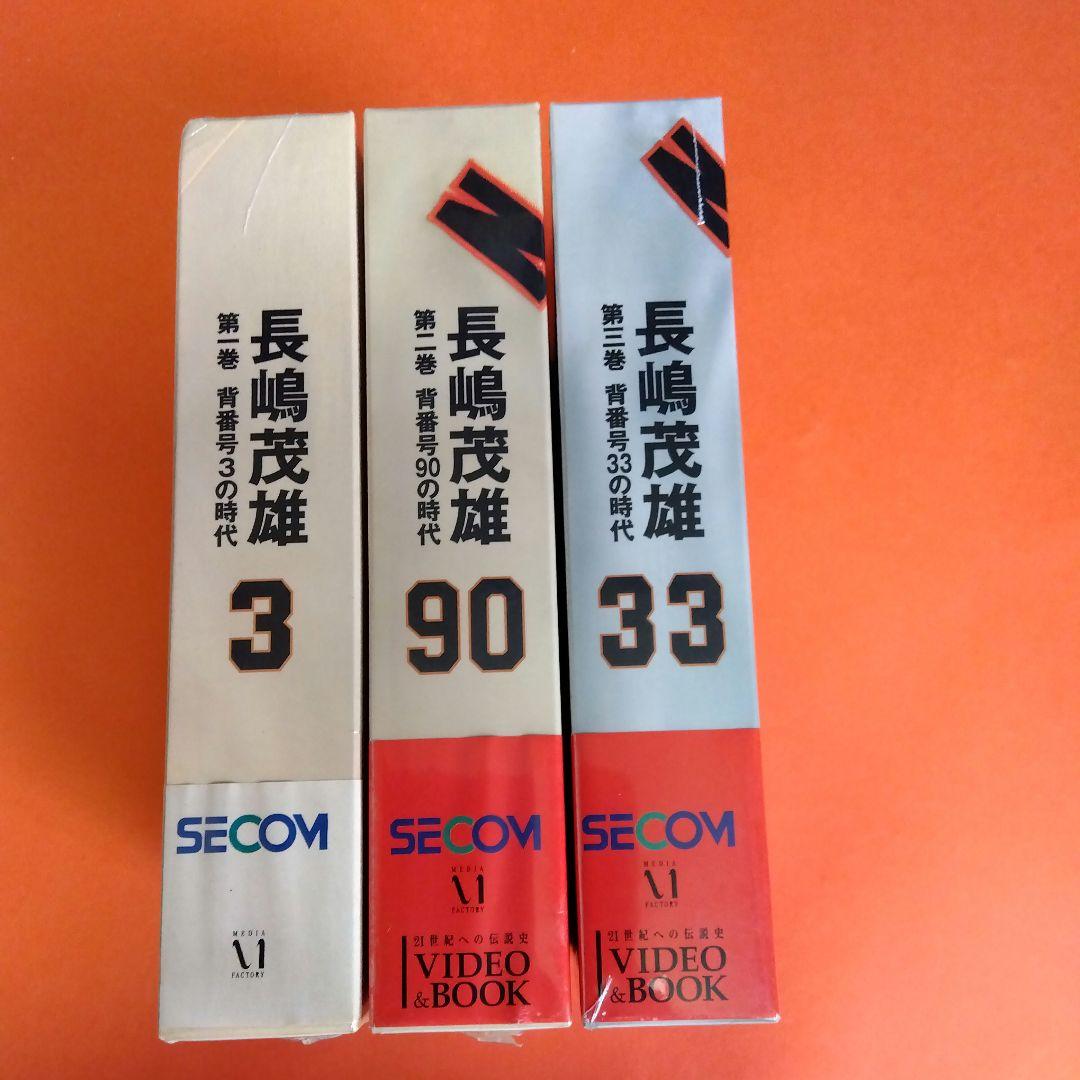 長嶋茂雄
第一巻 背番号3の時代
3
SECOM
MEDIA
FACTORY
長嶋茂雄
第二巻 背番号90の時代
90
SECOM
MEDIA
FACTORY
21世紀への伝説史
VIDEO
&BOOK
長嶋茂雄
第三巻 背番号33の時代
33
SECOM
MEDIA
FACTORY
21世紀への伝説史
VIDEO
&BOOK